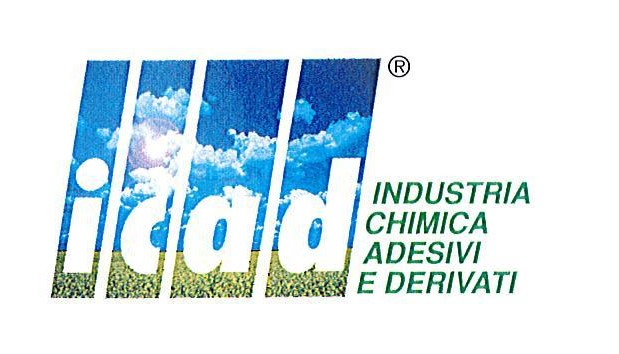 ®
icad
INDUSTRIA
CHIMICA
ADESIVI
E DERIVATI